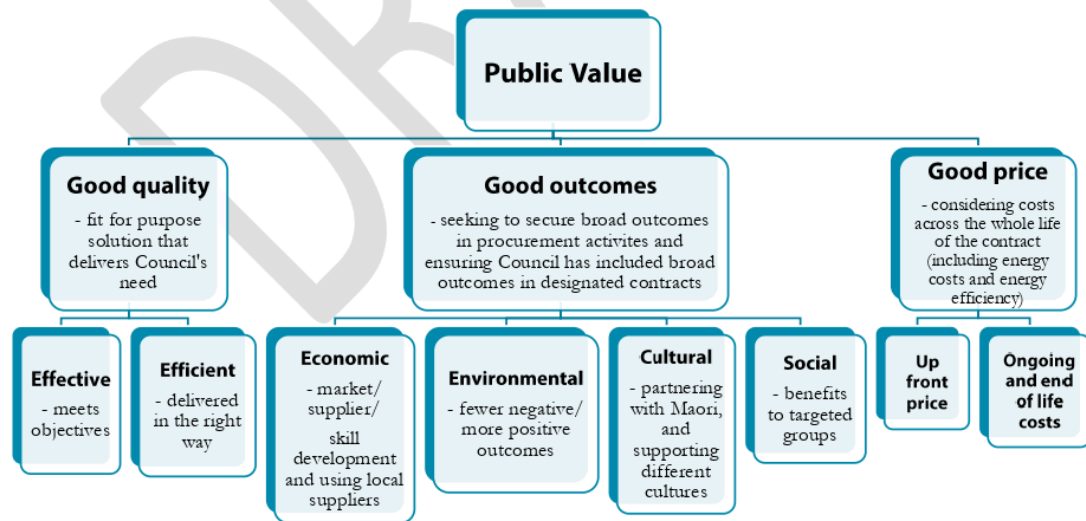 Public Value
Good quality
- fit for purpose
solution that
delivers Council's
need
Good outcomes
- seeking to secure broad outcomes
in procurement activites and
ensuring Council has included broad
outcomes in designated contracts
Good price
- considering costs
across the whole life
of the contract
(including energy
costs and energy
efficiency)
Effective
- meets
objectives
Efficient
- delivered
in the right
way
Economic
- market/
supplier/
skill
development
and using local
suppliers
Environmental
- fewer negative/
more positive
outcomes
Cultural
- partnering
with Maori,
and
supporting
different
cultures
Social
- benefits
to targeted
groups
Up
front
price
Ongoing
and end
of life
costs